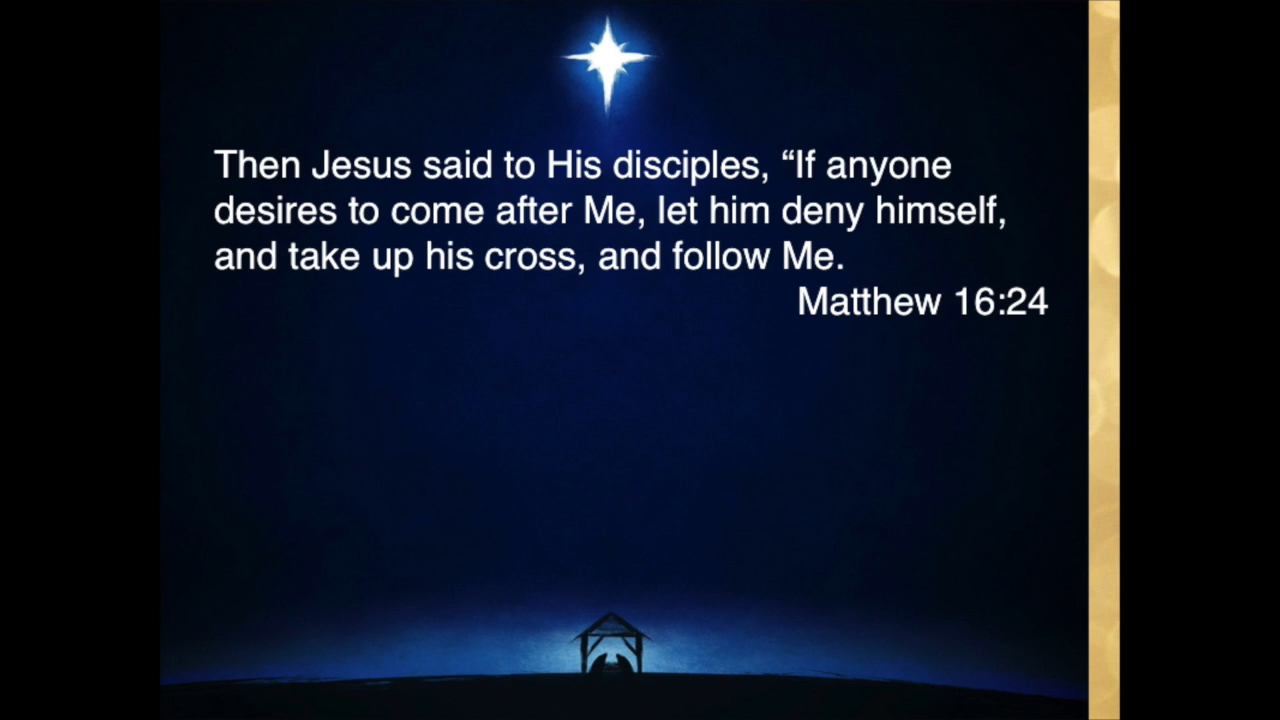 Then Jesus said to His disciples, “If anyone
desires to come after Me, let him deny himself,
and take up his cross, and follow Me.
Matthew 16:24